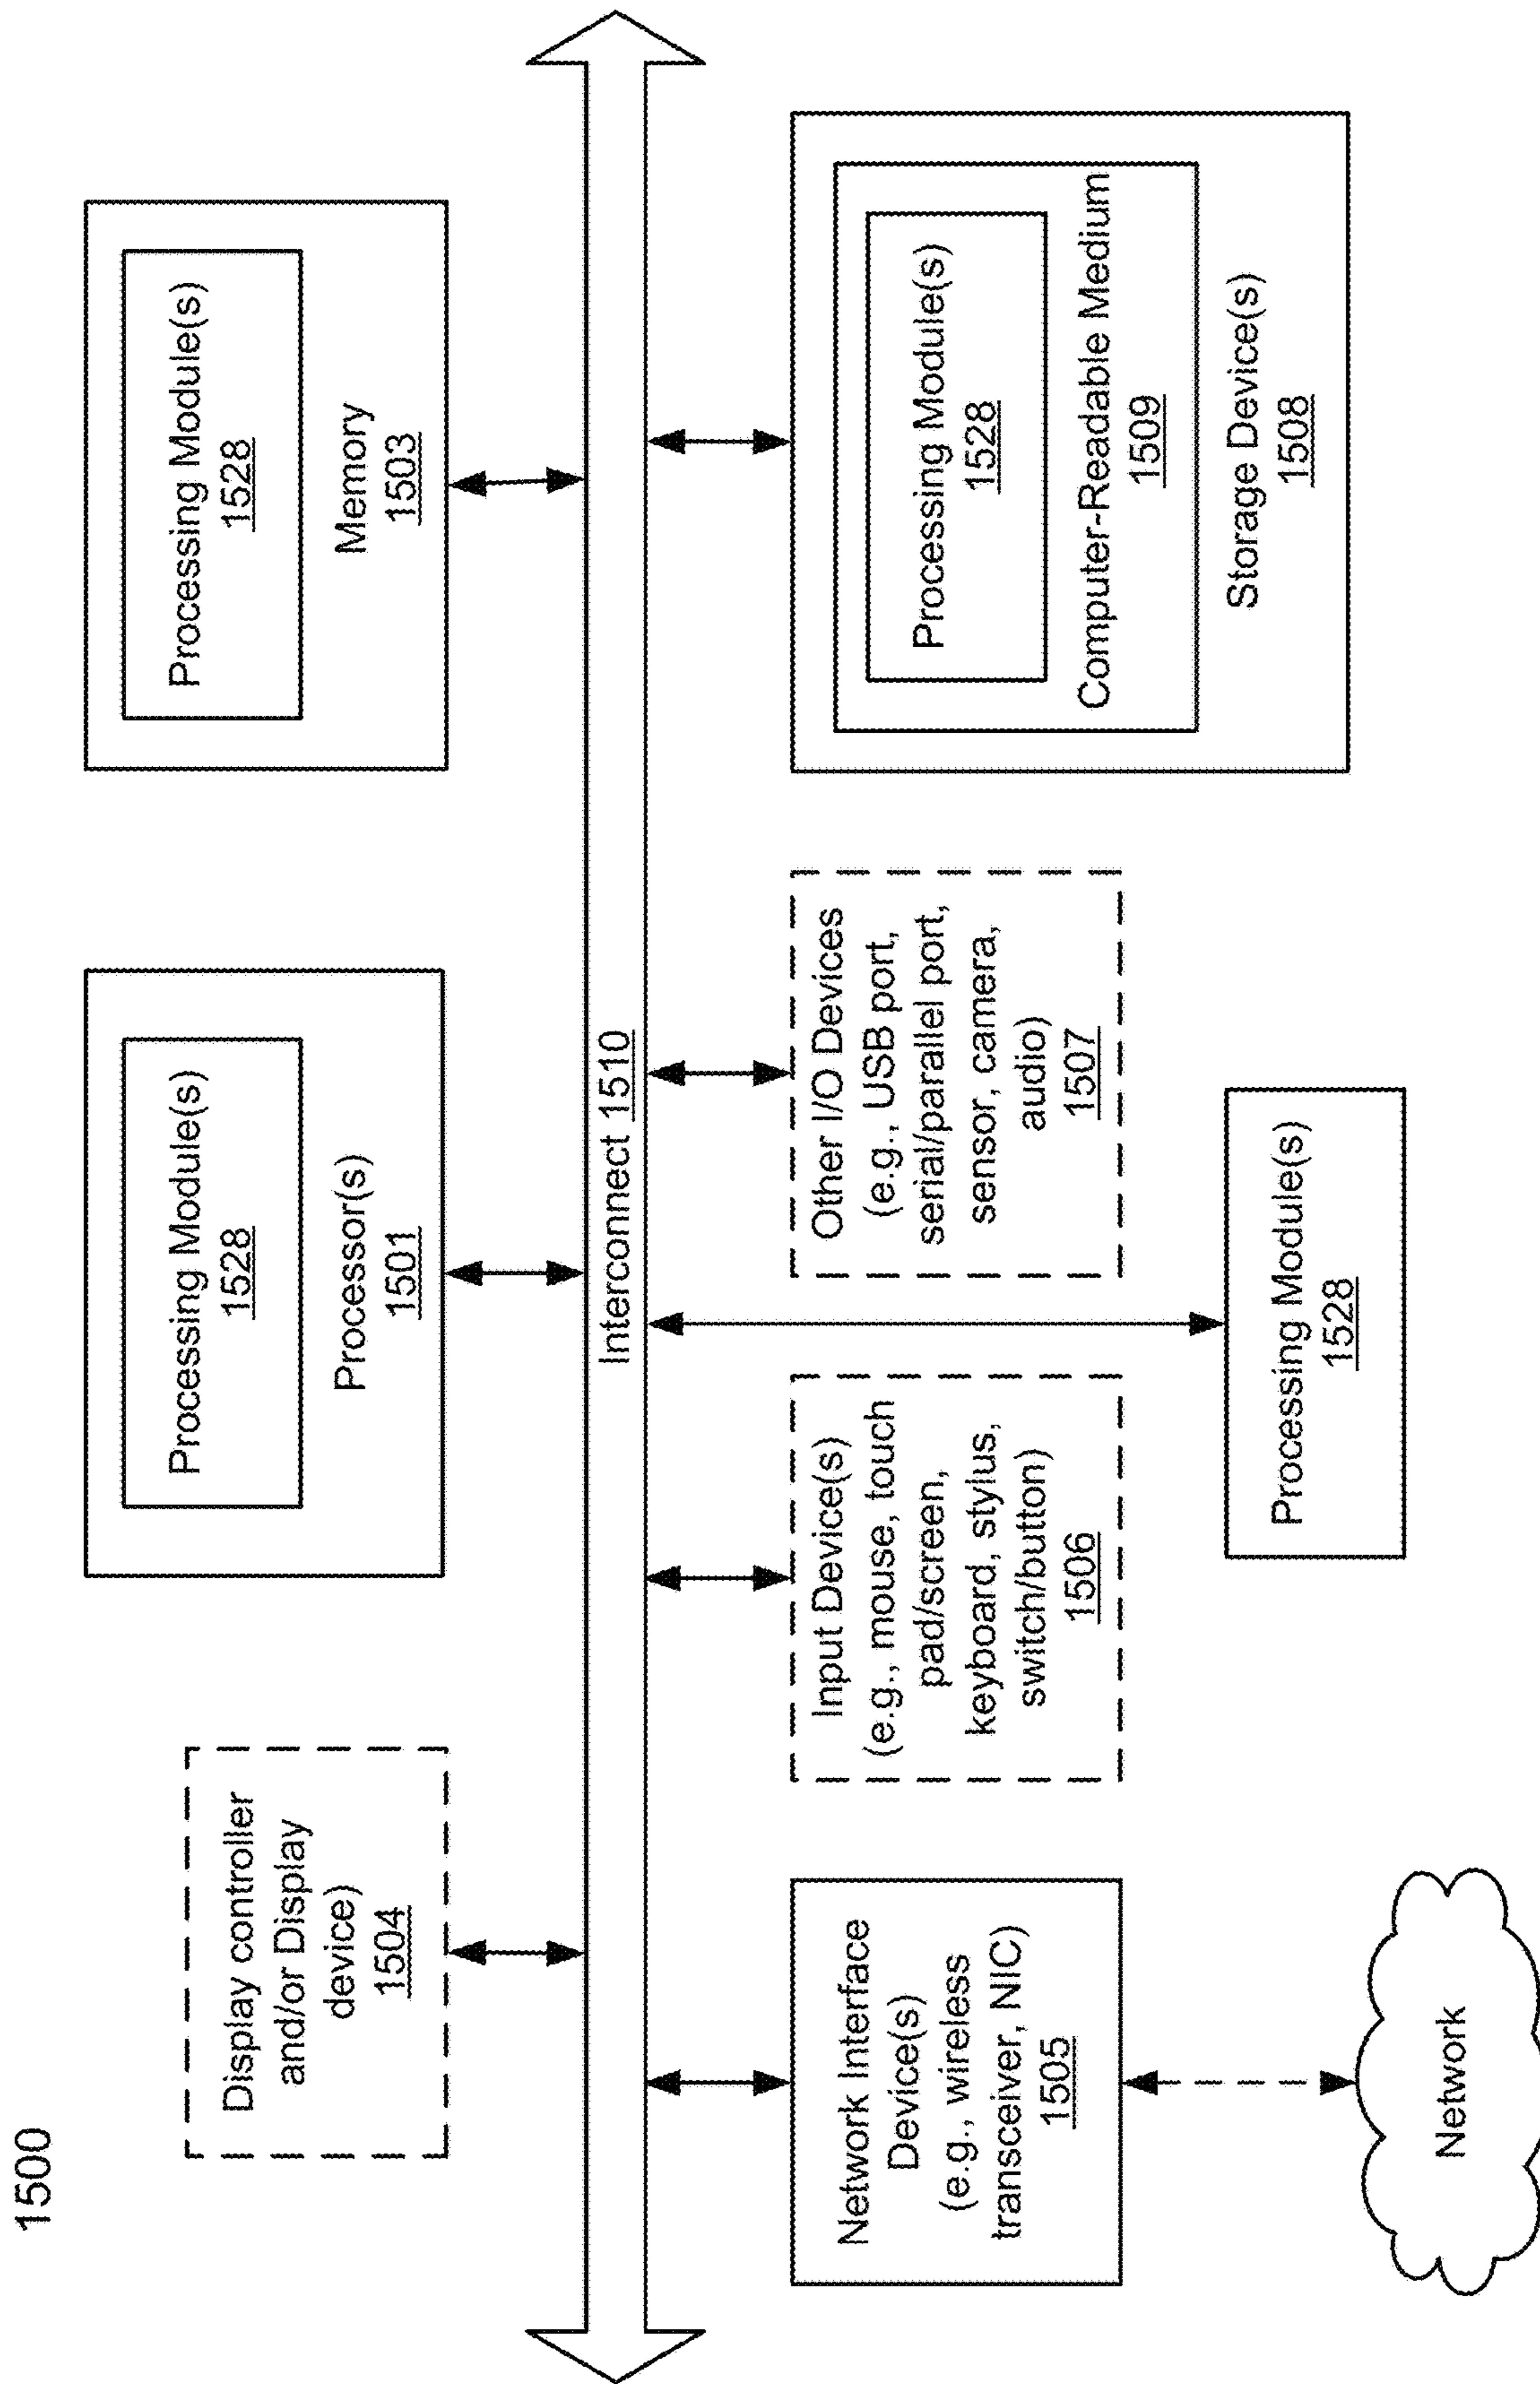 1500
Display controller
and/or Display
device)
1504
Processing Module(s)
1528
Processor(s)
1501
Processing Module(s)
1528
Memory
1503
Interconnect 1510
Network Interface
Device(s)
(e.g., wireless
transceiver, NIC)
1505
Input Device(s)
(e.g., mouse, touch
pad/screen,
keyboard, stylus,
switch/button)
1506
Other I/O Devices
(e.g., USB port,
serial/parallel port,
sensor, camera,
audio)
1507
Processing Module(s)
1528
Computer-Readable Medium
1509
Storage Device(s)
1508
Processing Module(s)
1528
Network